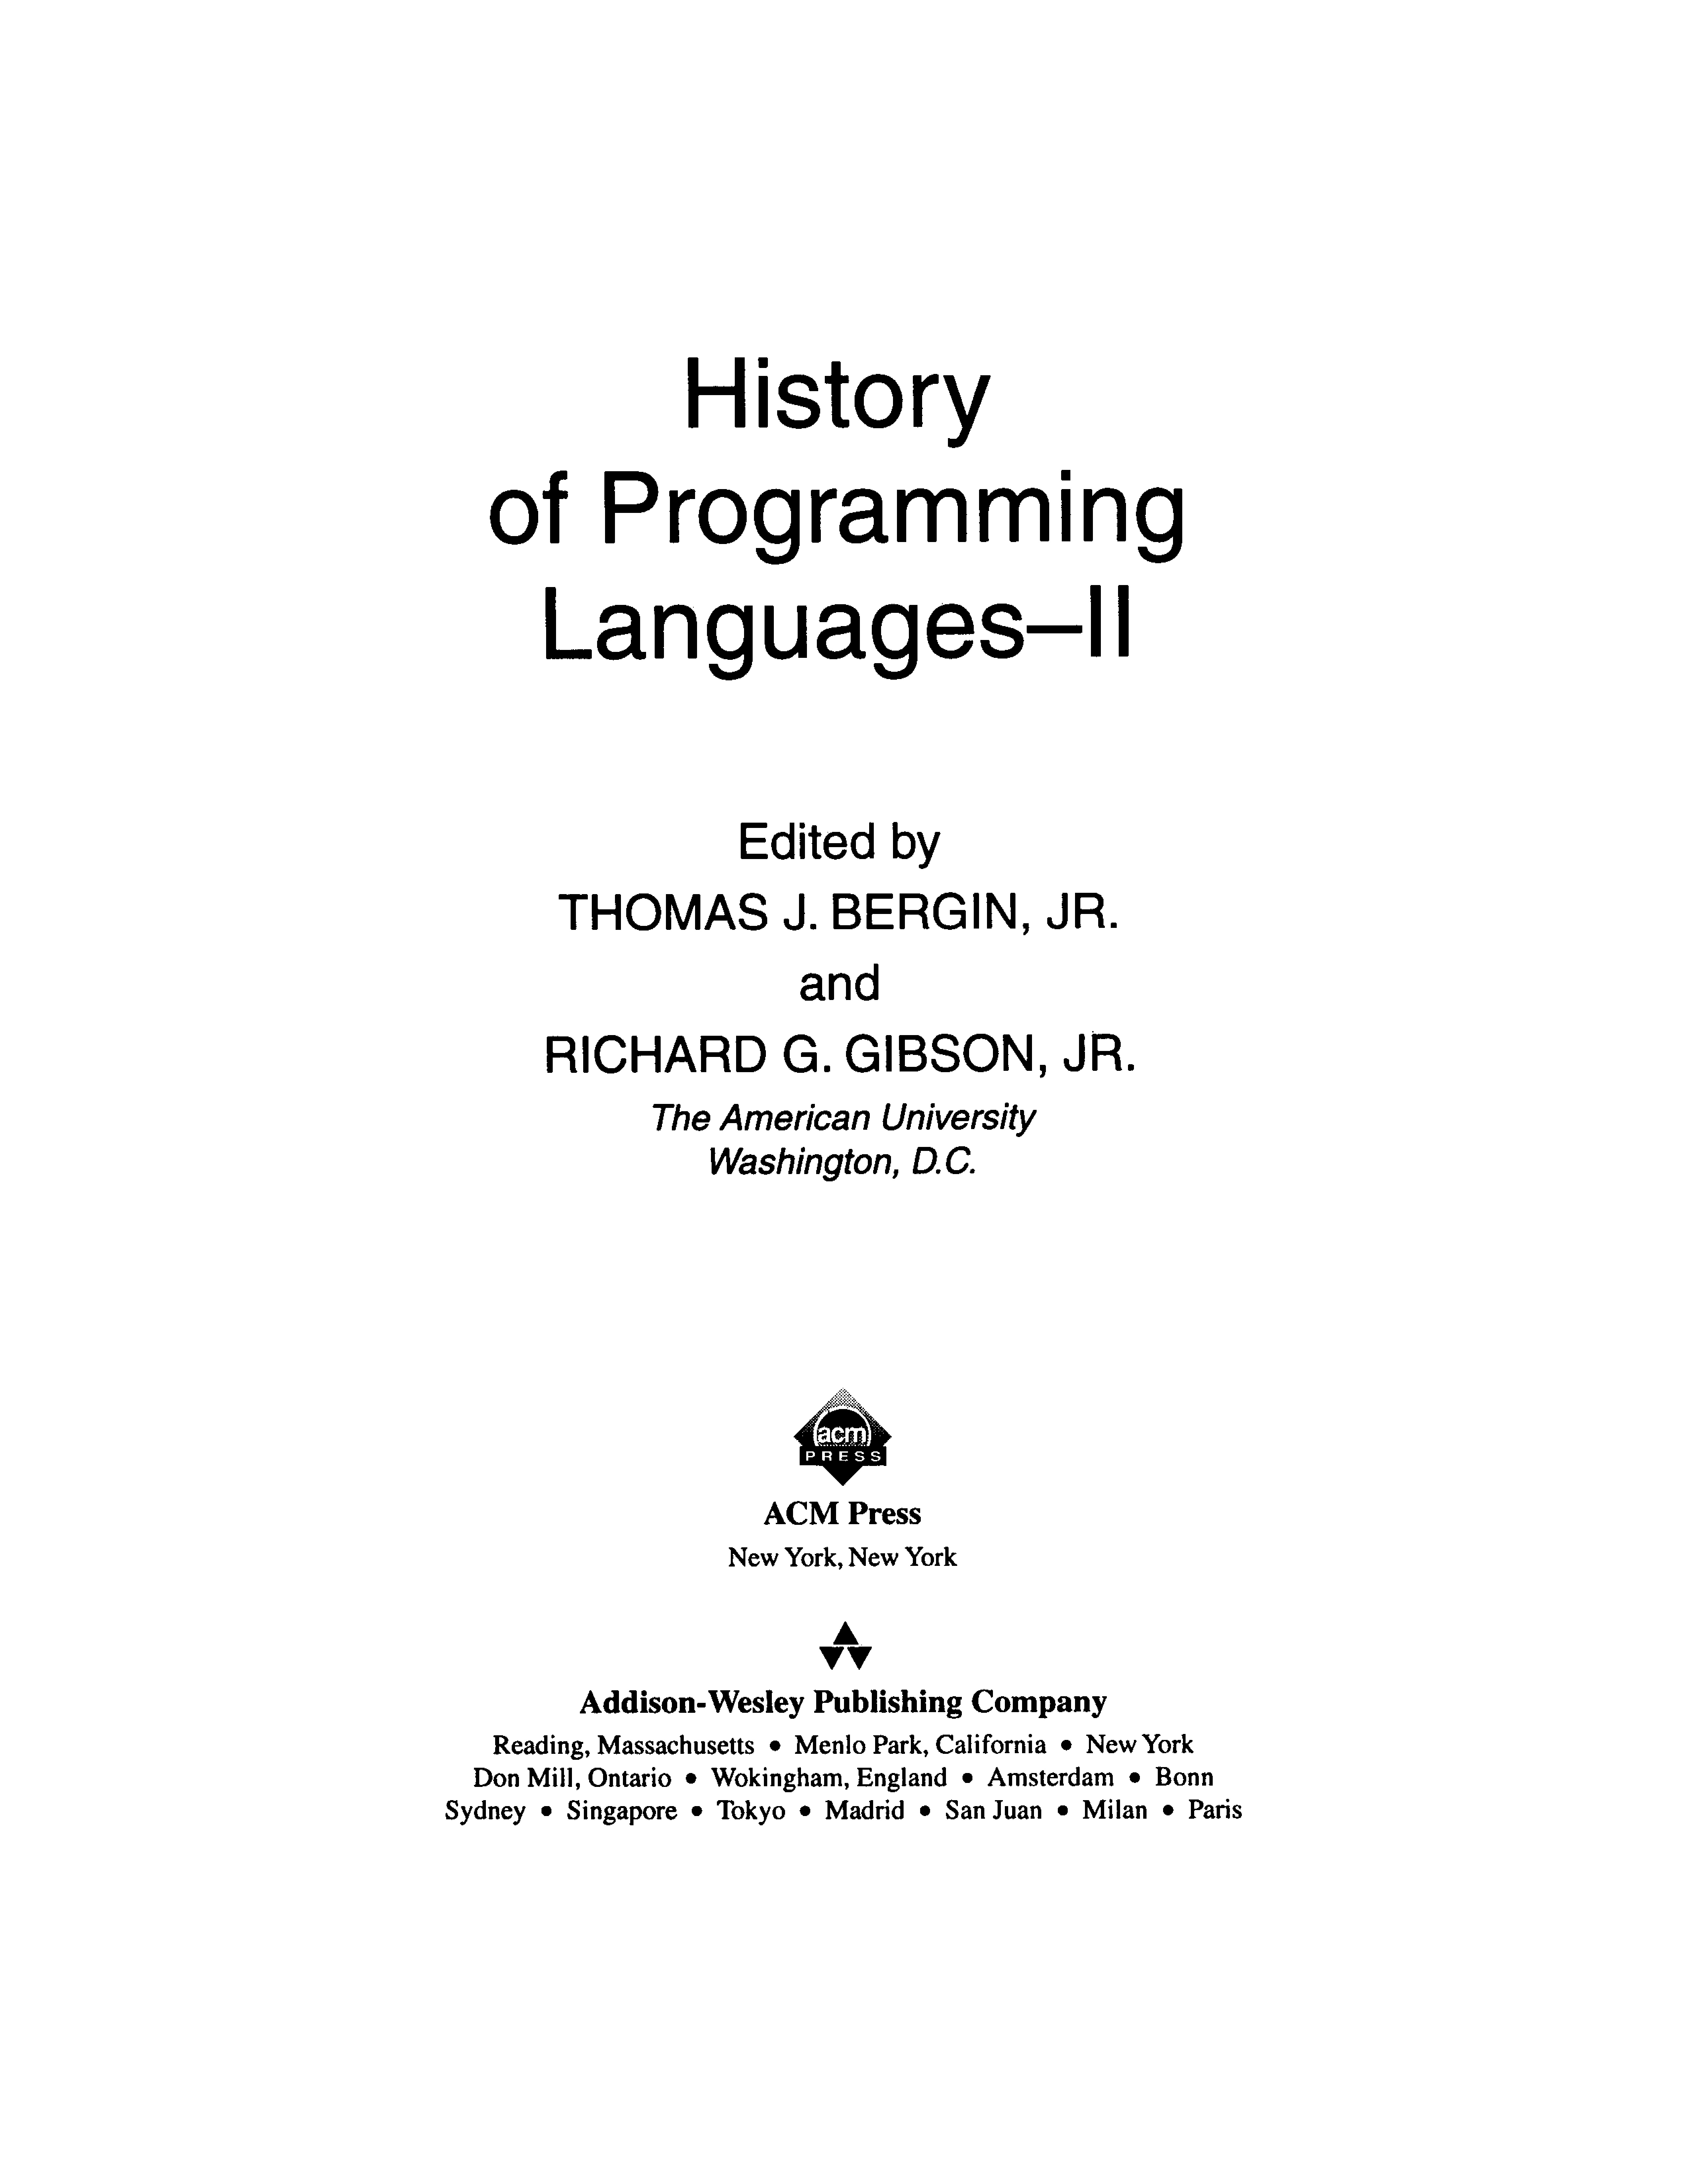 History
of Programming
Languages–II
Edited by
THOMAS J. BERGIN, JR.
and
RICHARD G. GIBSON, JR.
The American University
Washington, D.C.
acm
PRESS
ACM Press
New York, New York
Addison-Wesley Publishing Company
Reading, Massachusetts • Menlo Park, California • New York
Don Mill, Ontario • Wokingham, England • Amsterdam • Bonn
Sydney • Singapore • Tokyo • Madrid • San Juan • Milan • Paris